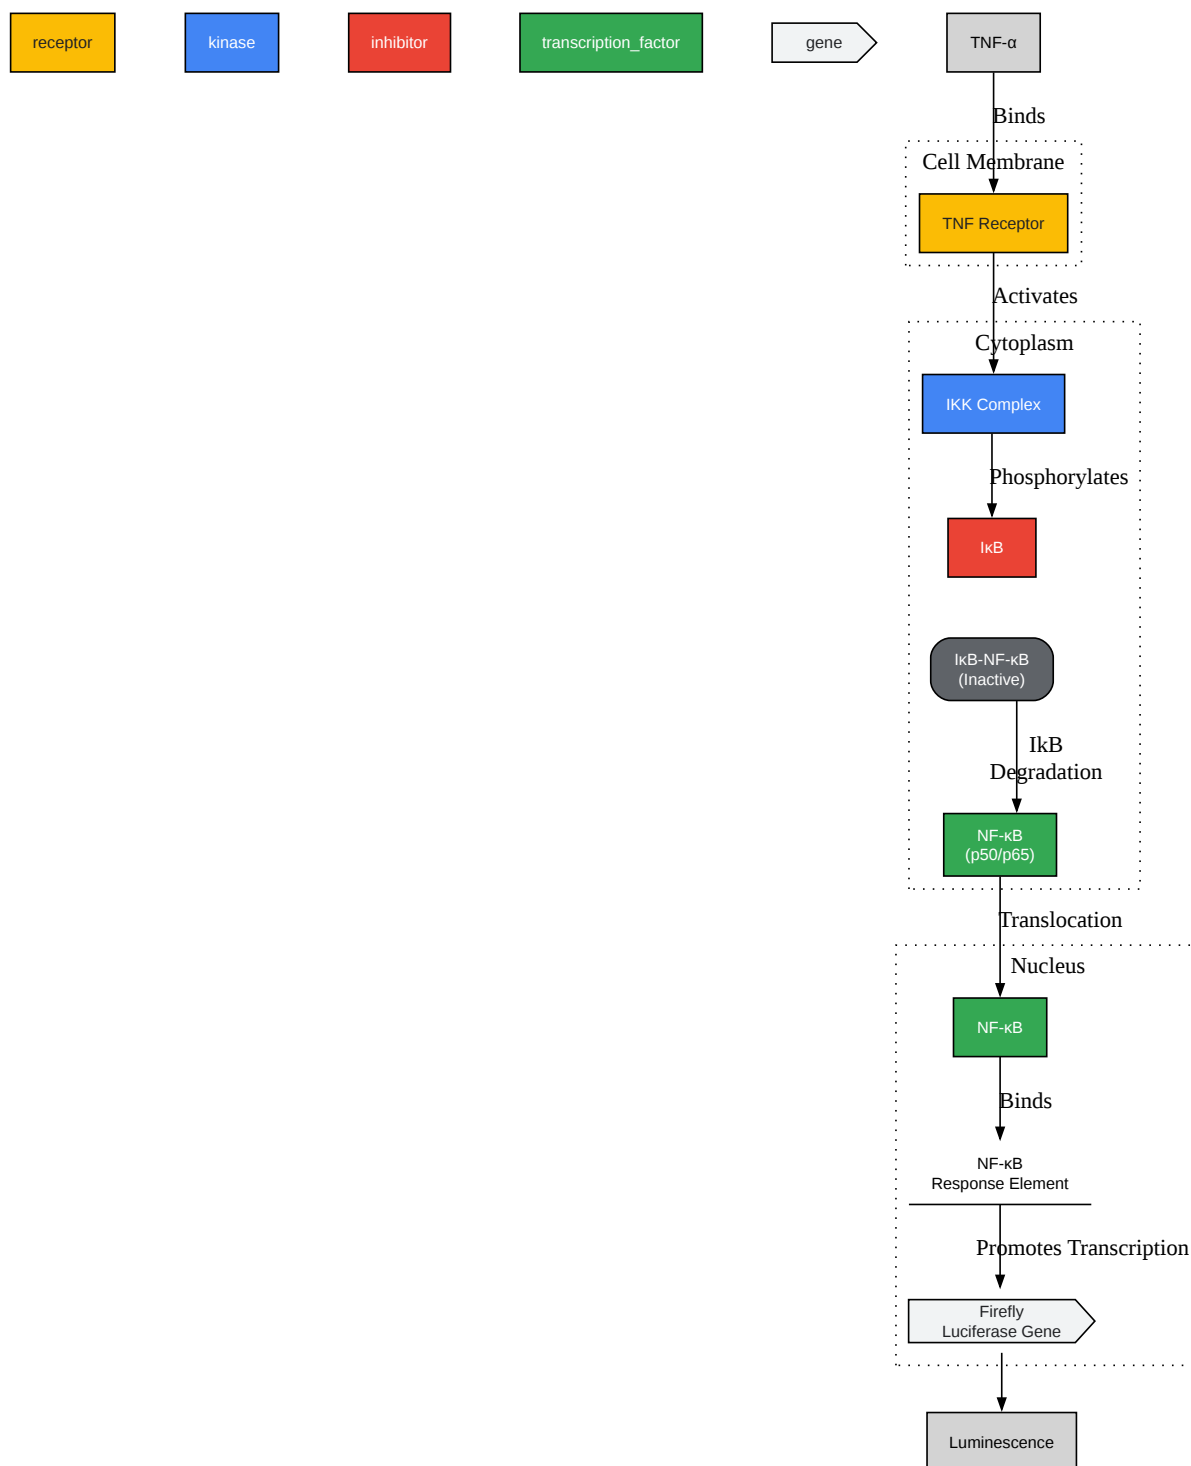 receptor
kinase
inhibitor
transcription_factor
gene
TNF-α
Binds
Cell Membrane
TNF Receptor
Activates
Cytoplasm
IKK Complex
Phosphorylates
IκB
IκB-NF-κB
(Inactive)
IkB
Degradation
NF-κB
(p50/p65)
Translocation
Nucleus
NF-κB
Binds
NF-κB
Response Element
Promotes Transcription
Firefly
Luciferase Gene
Luminescence